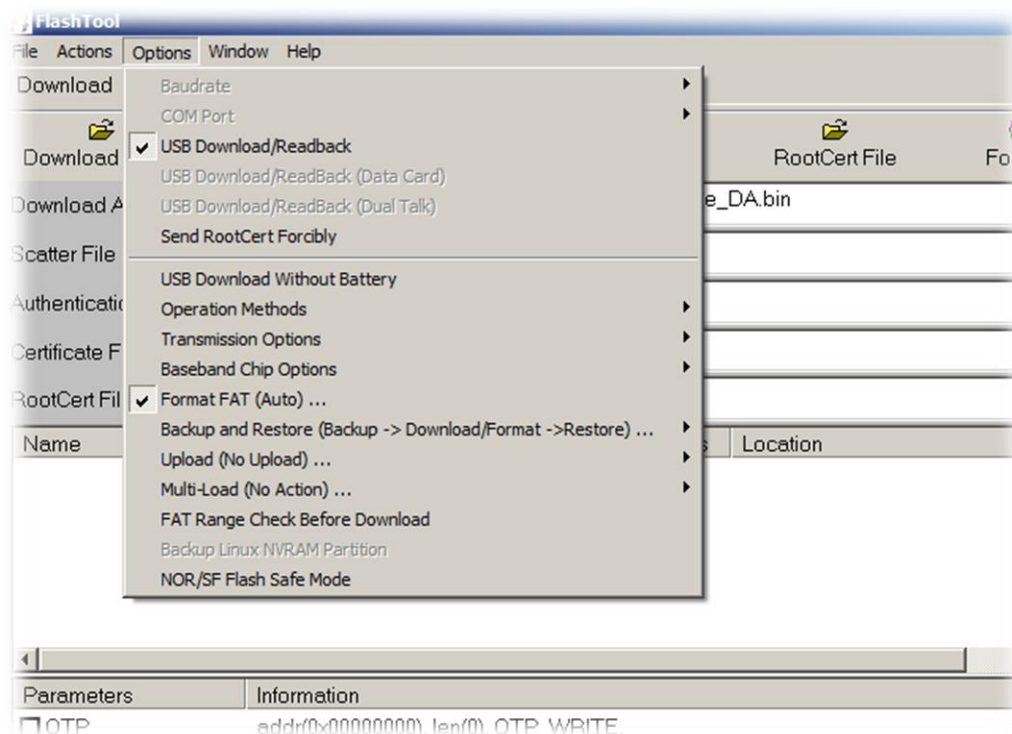 FlashTool
File Actions Options Window Help
Download
Baudrate
COM Port
USB Download/Readback
USB Download/ReadBack (Data Card)
USB Download/ReadBack (Dual Talk)
Send RootCert Forcibly
USB Download Without Battery
Operation Methods
Transmission Options
Baseband Chip Options
Format FAT (Auto) ...
Backup and Restore (Backup -> Download/Format ->Restore) ...
Upload (No Upload) ...
Multi-Load (No Action) ...
FAT Range Check Before Download
Backup Linux NVRAM Partition
NOR/SF Flash Safe Mode
Download RootCert File Fo
Download A e_DA.bin
Scatter File
Authenticatio
Certificate F
RootCert Fil
Name s Location
Parameters Information
OTP addr(0x00000000), len(0), OTP_WRITE,